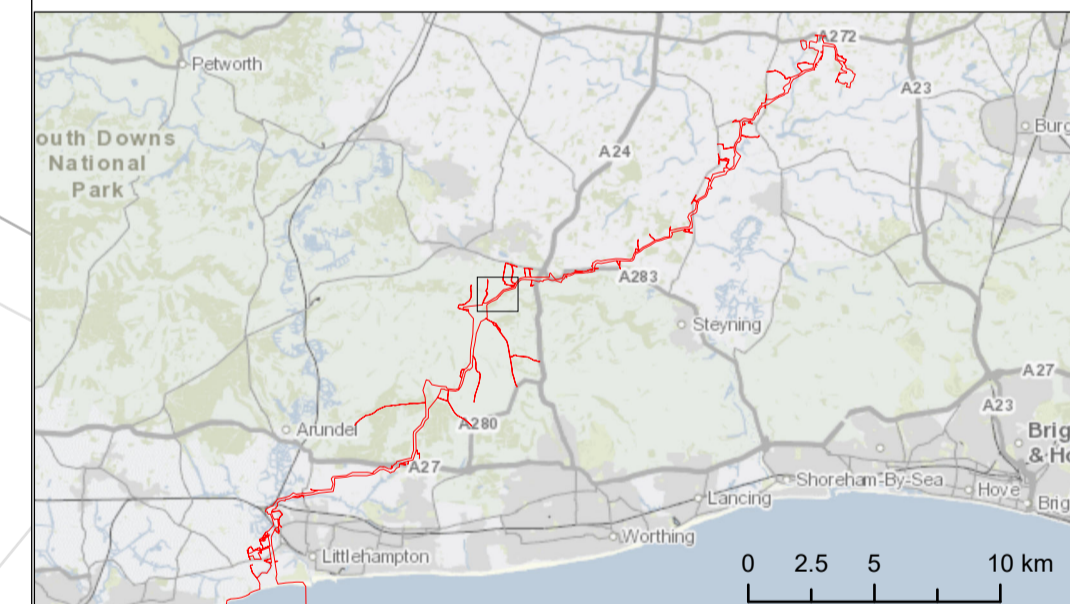 A272
Petworth
A23
Burg
outh Downs
National
Park
A24
A283
Steyning
A27
A23
Arundel
A280
Brig
& Ho
A27
Shoreham-By-Sea
Hove
Lancing
Brig
Worthing
Littlehampton
0 2.5 5 10 km